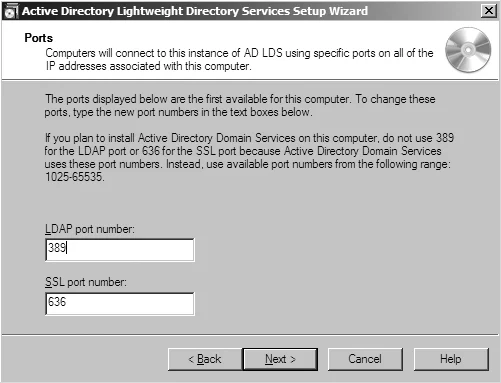 Active Directory Lightweight Directory Services Setup Wizard
Ports
Computers will connect to this instance of AD LDS using specific ports on all of the
IP addresses associated with this computer.
The ports displayed below are the first available for this computer. To change these
ports, type the new port numbers in the text boxes below.
If you plan to install Active Directory Domain Services on this computer, do not use 389
for the LDAP port or 636 for the SSL port because Active Directory Domain Services
uses these port numbers. Instead, use available port numbers from the following range:
1025-65535.
LDAP port number:
389
SSL port number:
636
< Back
Next >
Cancel
Help